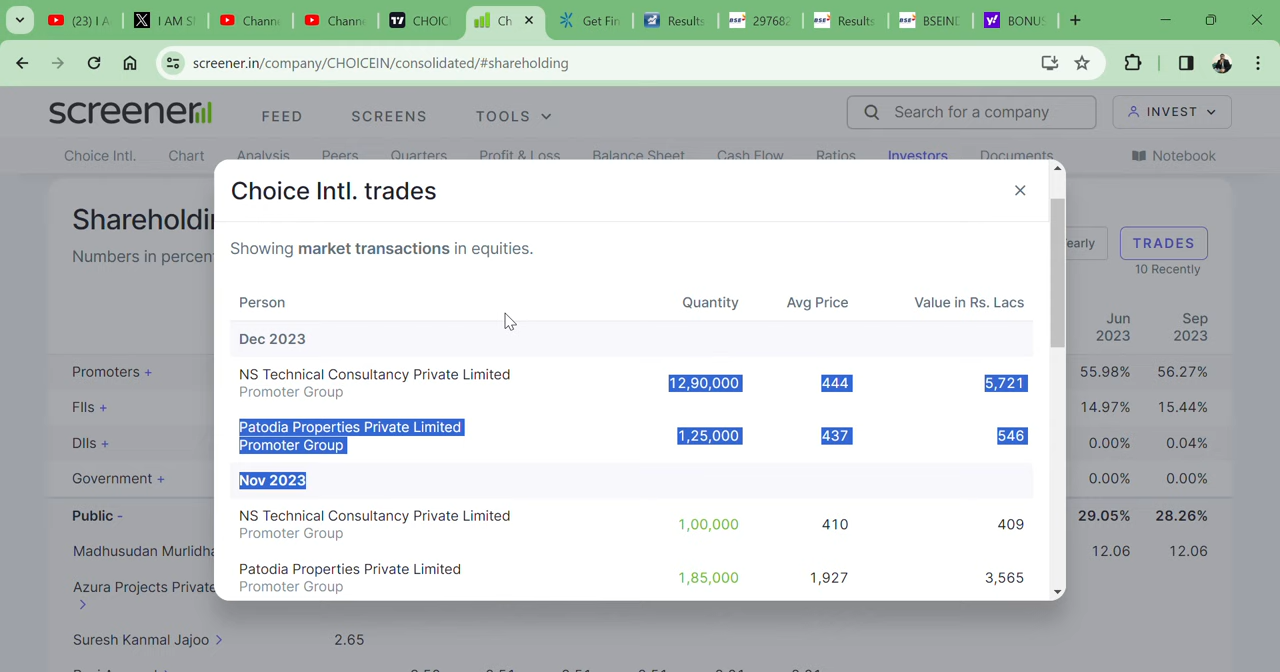 (23) I A
I AM S
Chann
Chann
CHOIC
Ch
Get Fin
Results
29768
Results
BSEIND
BONUS
screener.in/company/CHOICEIN/consolidated/#shareholding
screener
FEED
SCREENS
TOOLS
Search for a company
INVEST
Choice Intl.
Chart
Analysis
Peers
Quarters
Profit & Loss
Balance Sheet
Cash Flow
Ratios
Investors
Documents
Notebook
Choice Intl. trades
Showing market transactions in equities.
Person Quantity Avg Price Value in Rs. Lacs
Dec 2023
NS Technical Consultancy Private Limited 12,90,000 444 5,721
Promoter Group
Patodia Properties Private Limited 1,25,000 437 546
Promoter Group
Nov 2023
NS Technical Consultancy Private Limited 1,00,000 410 409
Promoter Group
Patodia Properties Private Limited 1,85,000 1,927 3,565
Promoter Group
Shareholdi
Numbers in percen
early
TRADES
10 Recently
Jun 2023
Sep 2023
Promoters + 55.98% 56.27%
FIIs + 14.97% 15.44%
DIIs + 0.00% 0.04%
Government + 0.00% 0.00%
Public - 29.05% 28.26%
Madhusudan Murlidha 12.06 12.06
Azura Projects Private
Suresh Kanmal Jajoo 2.65